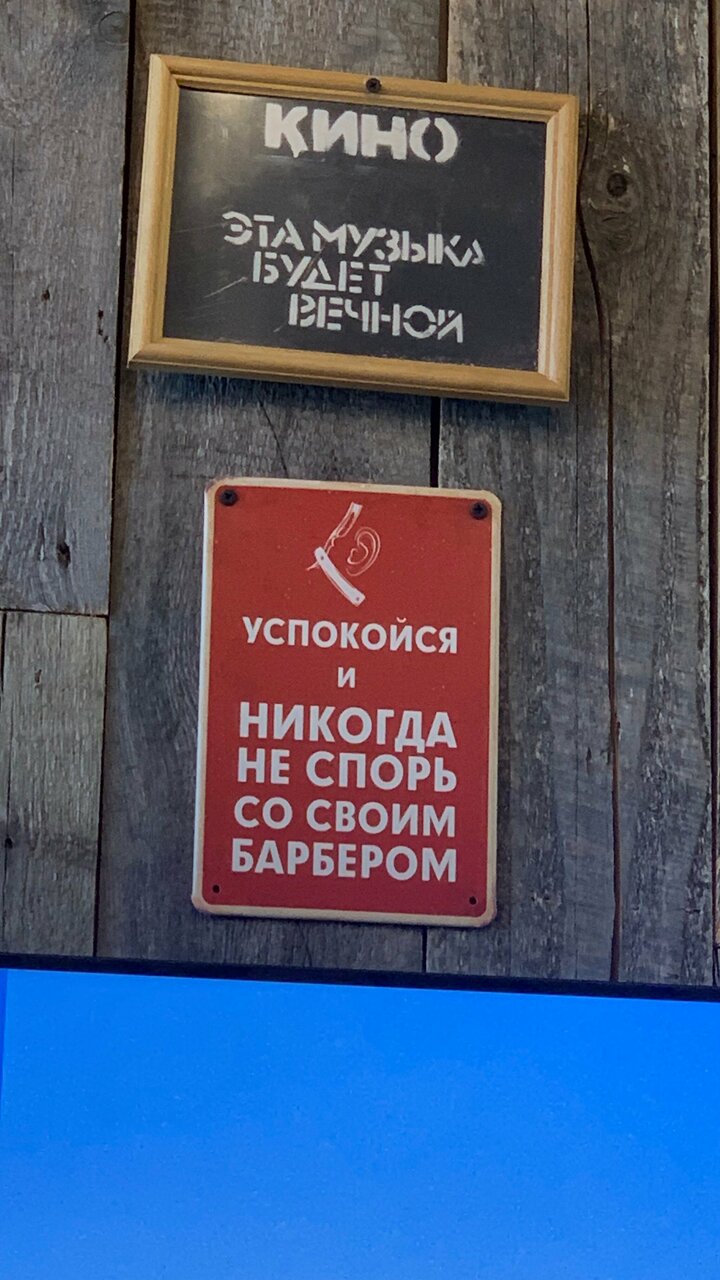 КИНО
ЭТА МУЗЫКА
БУДЕТ
ВЕЧНОЙ
УСПОКОЙСЯ
И
НИКОГДА
НЕ СПОРЬ
СО СВОИМ
БАРБЕРОМ